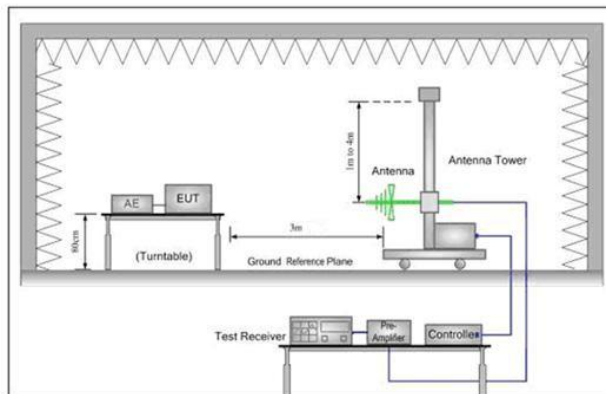 1m to 4m
Antenna
Antenna Tower
AE
EUT
80cm
(Turntable)
3m
Ground Reference Plane
Test Receiver
Pre-
Amplifier
Controller